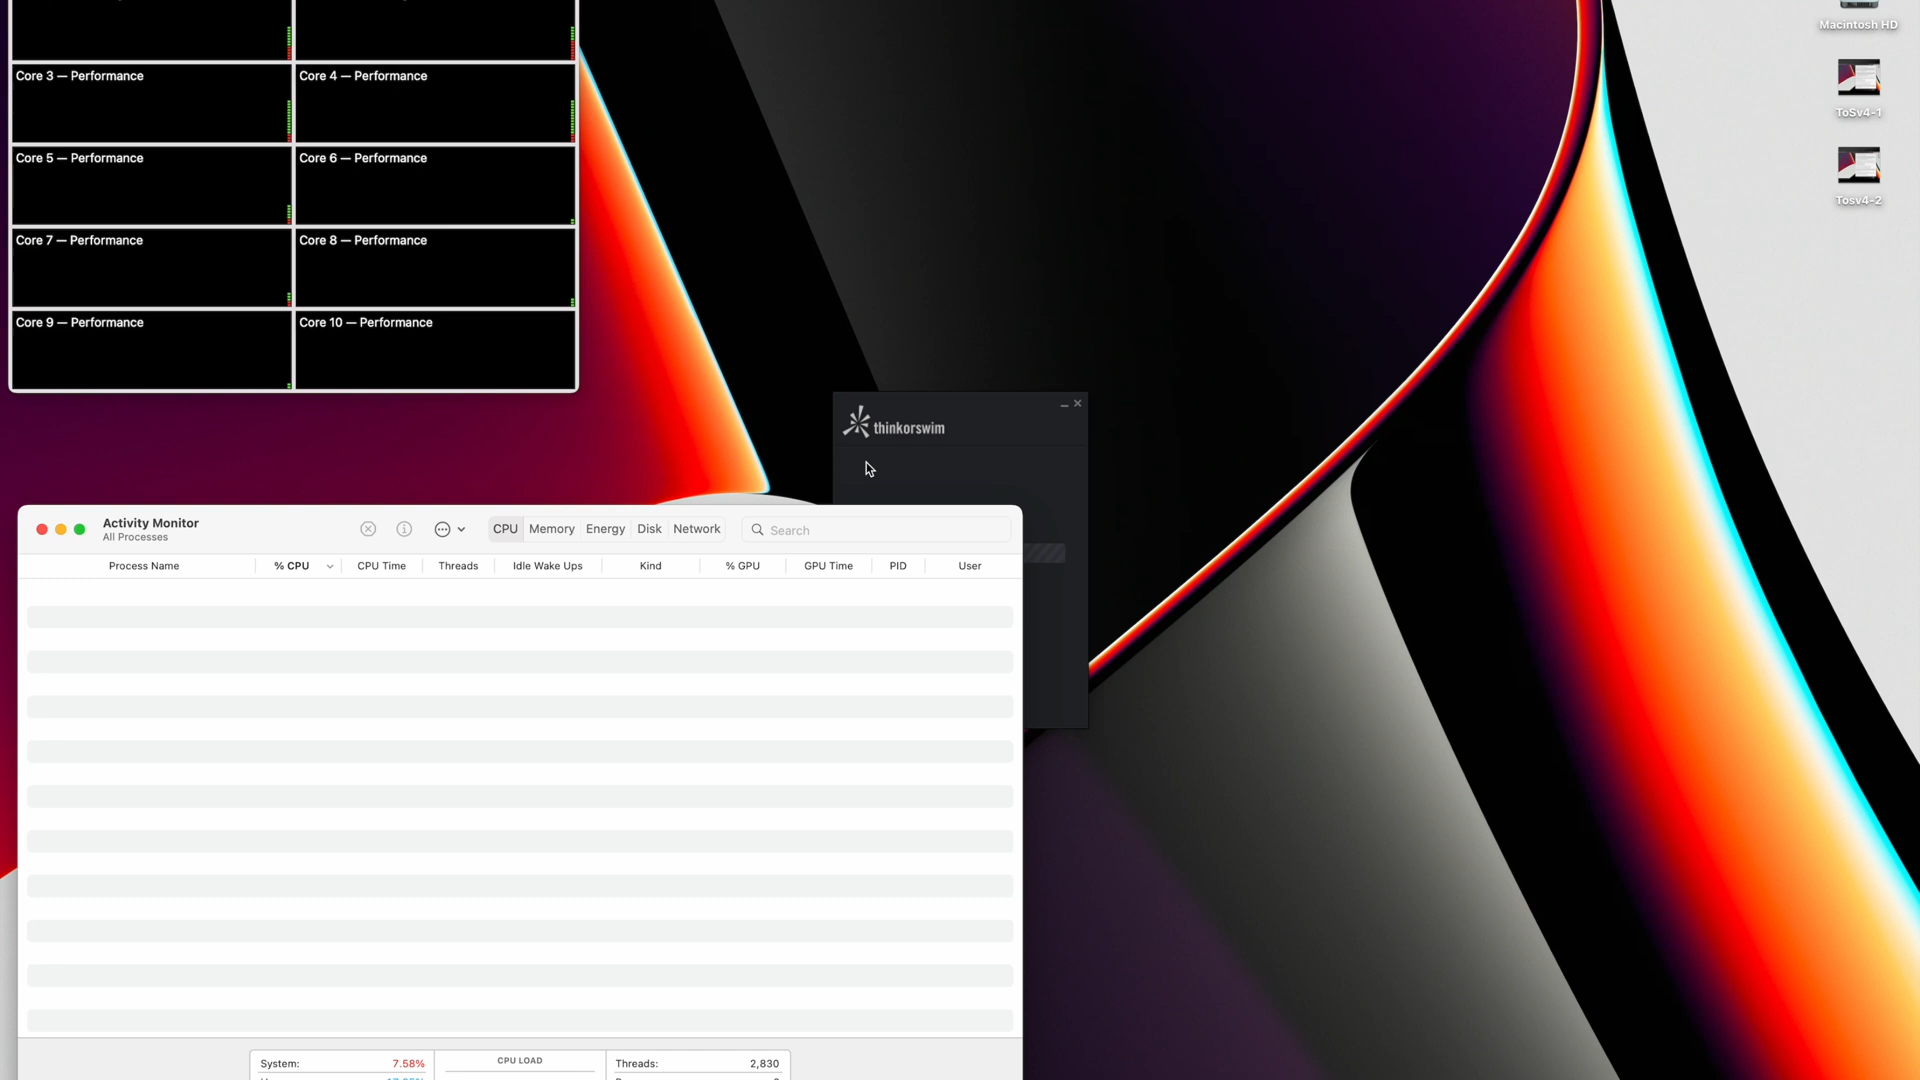 Macintosh HD
Core 3 — Performance
Core 4 — Performance
ToSv4-1
Core 5 — Performance
Core 6 — Performance
Tosv4-2
Core 7 — Performance
Core 8 — Performance
Core 9 — Performance
Core 10 — Performance
thinkorswim
Activity Monitor
All Processes
CPU Memory Energy Disk Network
Search
Process Name % CPU CPU Time Threads Idle Wake Ups Kind % GPU GPU Time PID User
System: 7.58%
CPU LOAD
Threads: 2,830